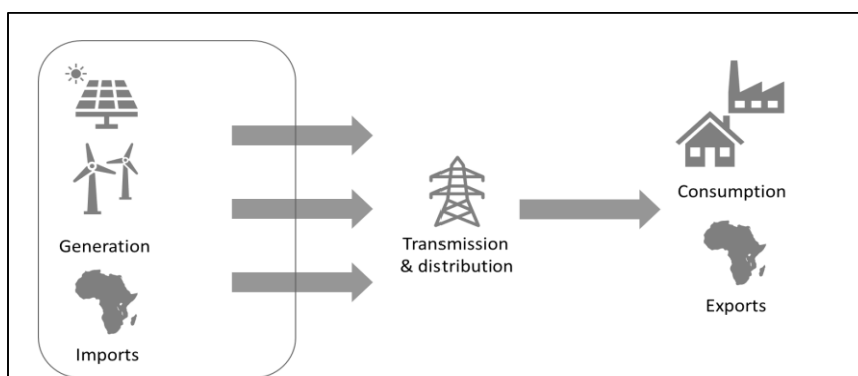 Generation
Imports
Transmission
& distribution
Consumption
Exports